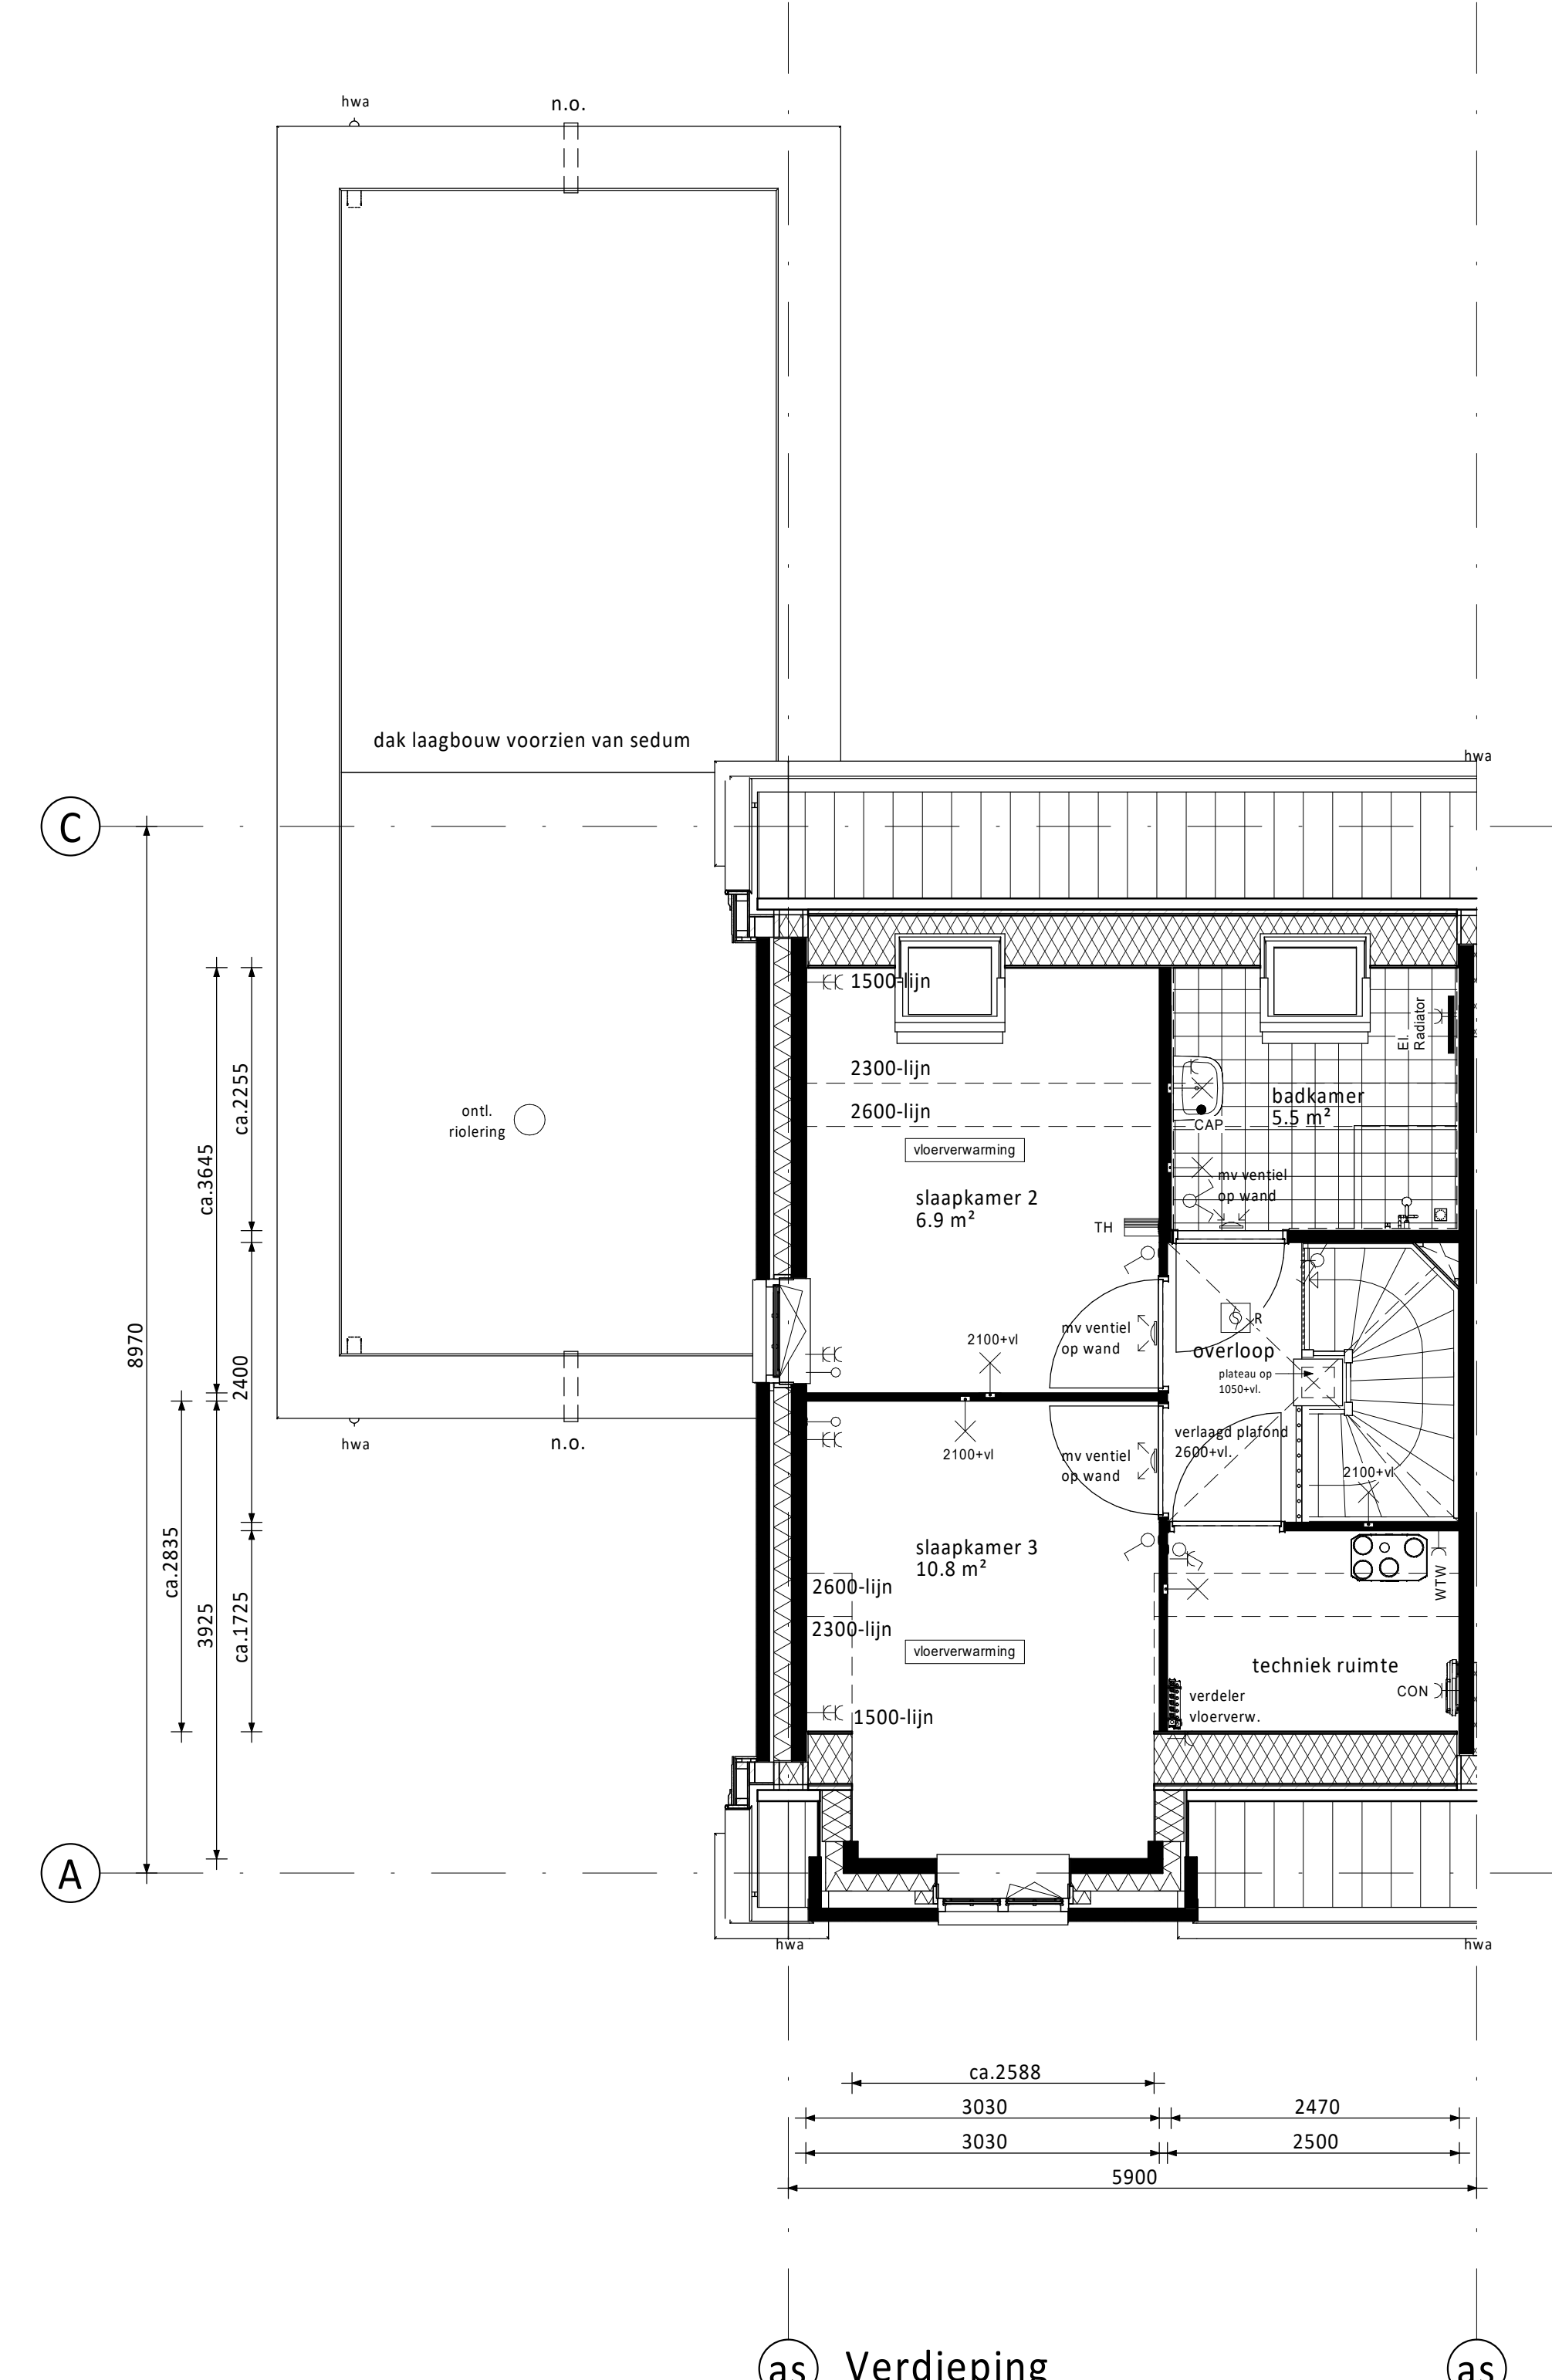 hwa
n.o.
dak laagbouw voorzien van sedum
hwa
C
1500-lijn
El.
Radiator
2300-lijn
ca.2255
badkamer
5.5 m²
2600-lijn
ontl.
riolering
CAP
vloerverwarming
ca.3645
mv ventiel
op wand
slaapkamer 2
6.9 m²
TH
R
8970
mv ventiel
op wand
2100+vl
overloop
2400
plateau op
1050+vl.
hwa
n.o.
verlaagd plafond
2600+vl.
2100+vl
mv ventiel
op wand
2100+vl
slaapkamer 3
10.8 m²
ca.2835
2600-lijn
WTW
3925
ca.1725
2300-lijn
vloerverwarming
techniek ruimte
CON
verdeler
vloerverw.
1500-lijn
A
hwa
hwa
ca.2588
3030
2470
3030
2500
5900
as
Verdieping
as